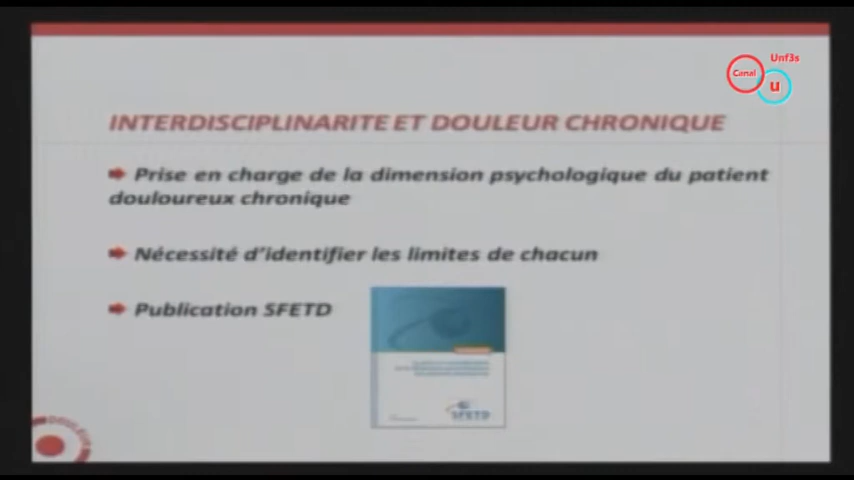 Unf3s
Canal
u
INTERDISCIPLINARITE ET DOULEUR CHRONIQUE
Prise en charge de la dimension psychologique du patient
douloureux chronique
Nécessité d'identifier les limites de chacun
Publication SFETD
SFETD
DOULEUR